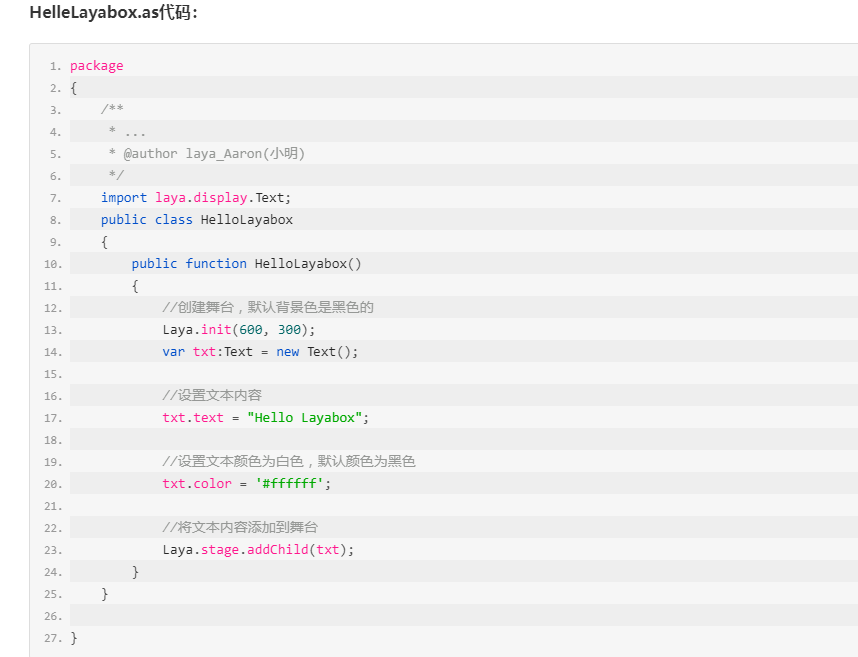 HelleLayabox.as代码：
1. package
2. {
3.     /**
4.      * ...
5.      * @author laya_Aaron(小明)
6.      */
7.     import laya.display.Text;
8.     public class HelloLayabox
9.     {
10.         public function HelloLayabox()
11.         {
12.             //创建舞台，默认背景色是黑色的
13.             Laya.init(600, 300);
14.             var txt:Text = new Text();
15.
16.             //设置文本内容
17.             txt.text = "Hello Layabox";
18.
19.             //设置文本颜色为白色，默认颜色为黑色
20.             txt.color = '#ffffff';
21.
22.             //将文本内容添加到舞台
23.             Laya.stage.addChild(txt);
24.         }
25.     }
26.
27. }